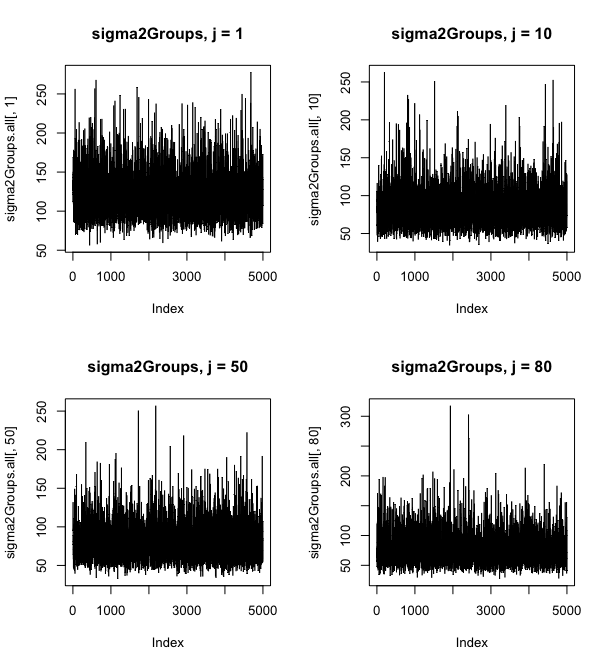 sigma2Groups, j = 1
sigma2Groups.all[, 1]
50 100 150 200 250
0 1000 3000 5000
Index
sigma2Groups, j = 10
sigma2Groups.all[, 10]
50 100 150 200 250
0 1000 3000 5000
Index
sigma2Groups, j = 50
sigma2Groups.all[, 50]
50 100 150 200 250
0 1000 3000 5000
Index
sigma2Groups, j = 80
sigma2Groups.all[, 80]
50 100 200 300
0 1000 3000 5000
Index